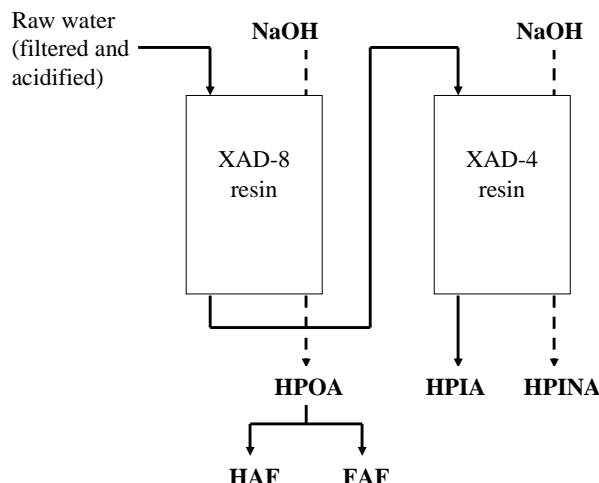 Raw water
(filtered and
acidified)
NaOH
NaOH
XAD-8
resin
XAD-4
resin
HPOA
HPIA
HPINA
HAF
FAF